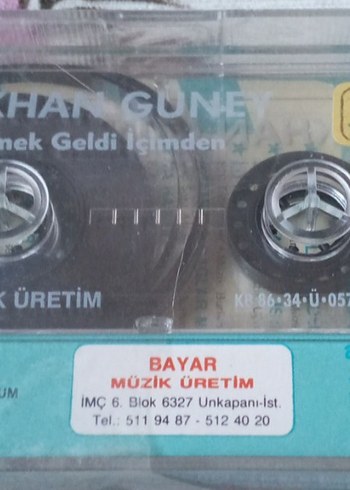 KHAN GÜNEY
mek Geldi İçimden
K ÜRETİM
KB•86•34•Ü•057
UM
BAYAR
MÜZİK ÜRETİM
İMÇ 6. Blok 6327 Unkapanı-İst.
Tel.: 511 94 87 - 512 40 20